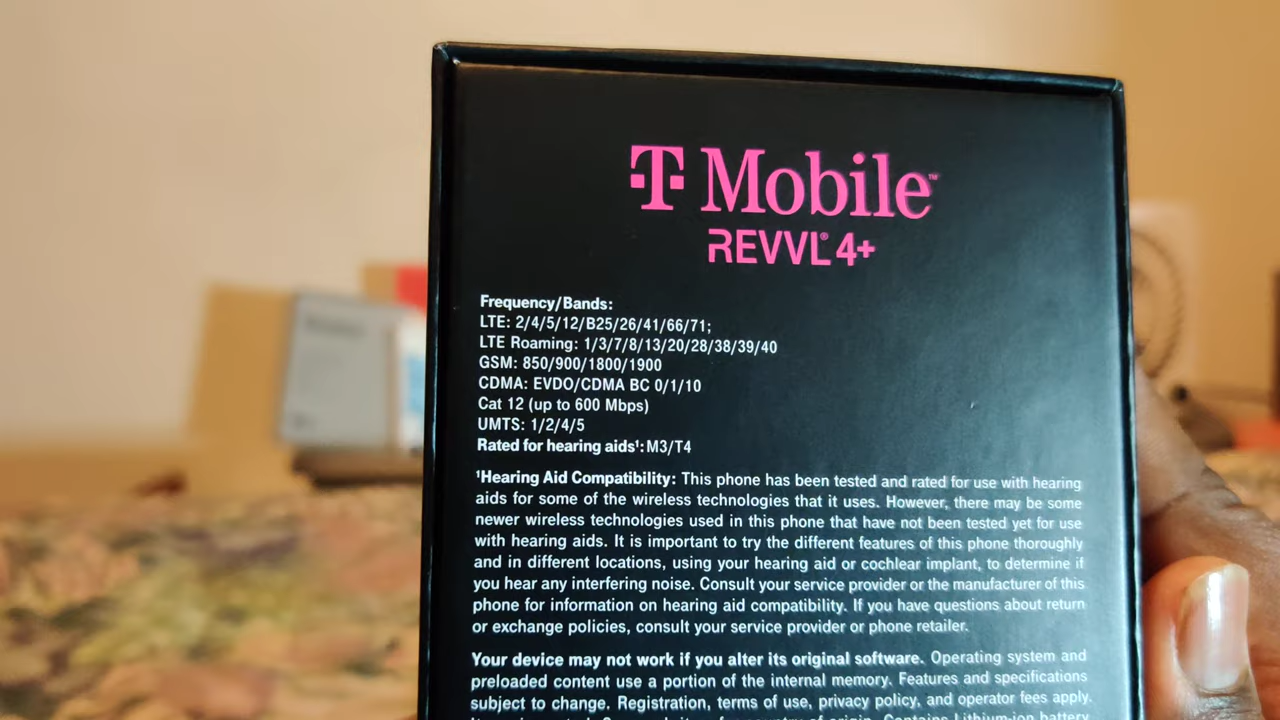 T Mobile™
REVVL® 4+
Frequency/Bands:
LTE: 2/4/5/12/B25/26/41/66/71;
LTE Roaming: 1/3/7/8/13/20/28/38/39/40
GSM: 850/900/1800/1900
CDMA: EVDO/CDMA BC 0/1/10
Cat 12 (up to 600 Mbps)
UMTS: 1/2/4/5
Rated for hearing aids¹: M3/T4
¹Hearing Aid Compatibility: This phone has been tested and rated for use with hearing
aids for some of the wireless technologies that it uses. However, there may be some
newer wireless technologies used in this phone that have not been tested yet for use
with hearing aids. It is important to try the different features of this phone thoroughly
and in different locations, using your hearing aid or cochlear implant, to determine if
you hear any interfering noise. Consult your service provider or the manufacturer of this
phone for information on hearing aid compatibility. If you have questions about return
or exchange policies, consult your service provider or phone retailer.
Your device may not work if you alter its original software. Operating system and
preloaded content use a portion of the internal memory. Features and specifications
subject to change. Registration, terms of use, privacy policy, and operator fees apply.
country of origin. Contains Lithium-ion battery